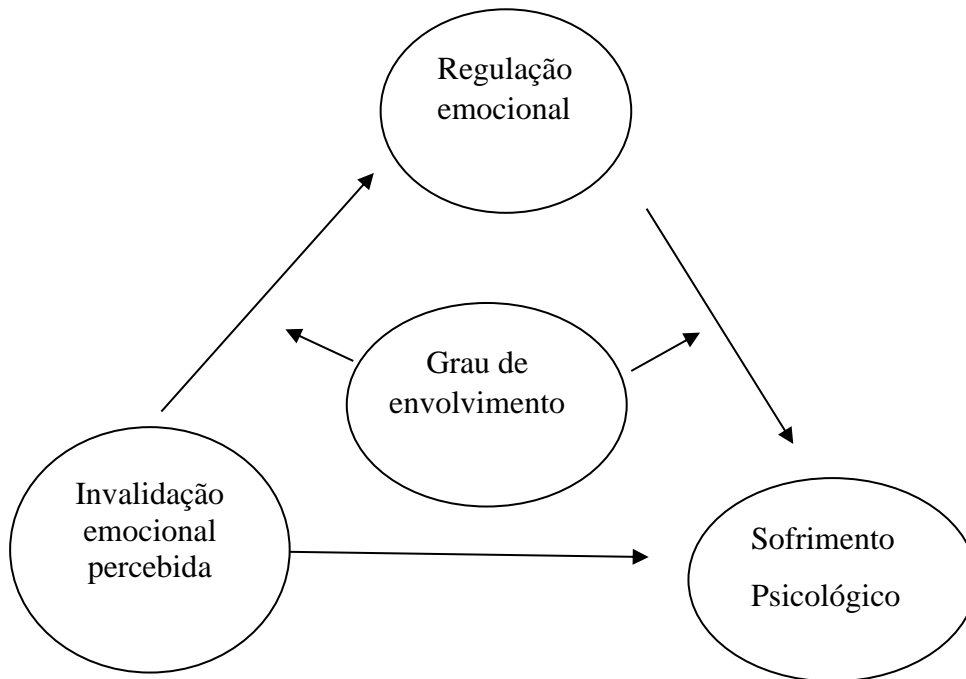 Regulação
emocional
Grau de
envolvimento
Invalidação
emocional
percebida
Sofrimento
Psicológico